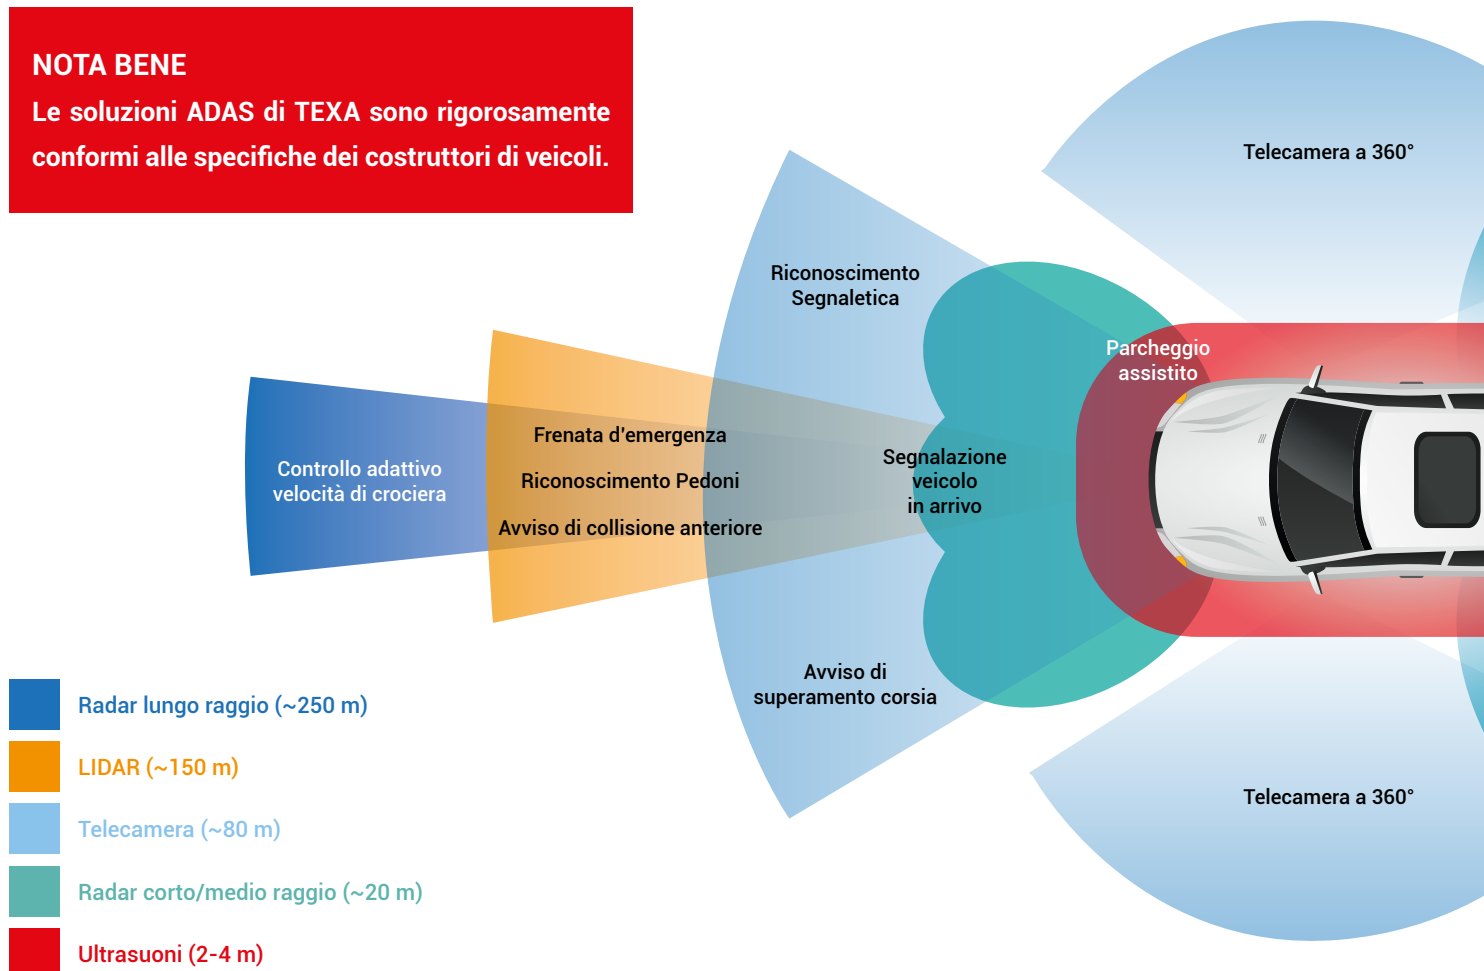 NOTA BENE
Le soluzioni ADAS di TEXA sono rigorosamente
conformi alle specifiche dei costruttori di veicoli.
Telecamera a 360°
Riconoscimento
Segnaletica
Parcheggio
assistito
Frenata d'emergenza
Riconoscimento Pedoni
Avviso di collisione anteriore
Controllo adattivo
velocità di crociera
Segnalazione
veicolo
in arrivo
Avviso di
superamento corsia
Telecamera a 360°
Radar lungo raggio (~250 m)
LIDAR (~150 m)
Telecamera (~80 m)
Radar corto/medio raggio (~20 m)
Ultrasuoni (2-4 m)